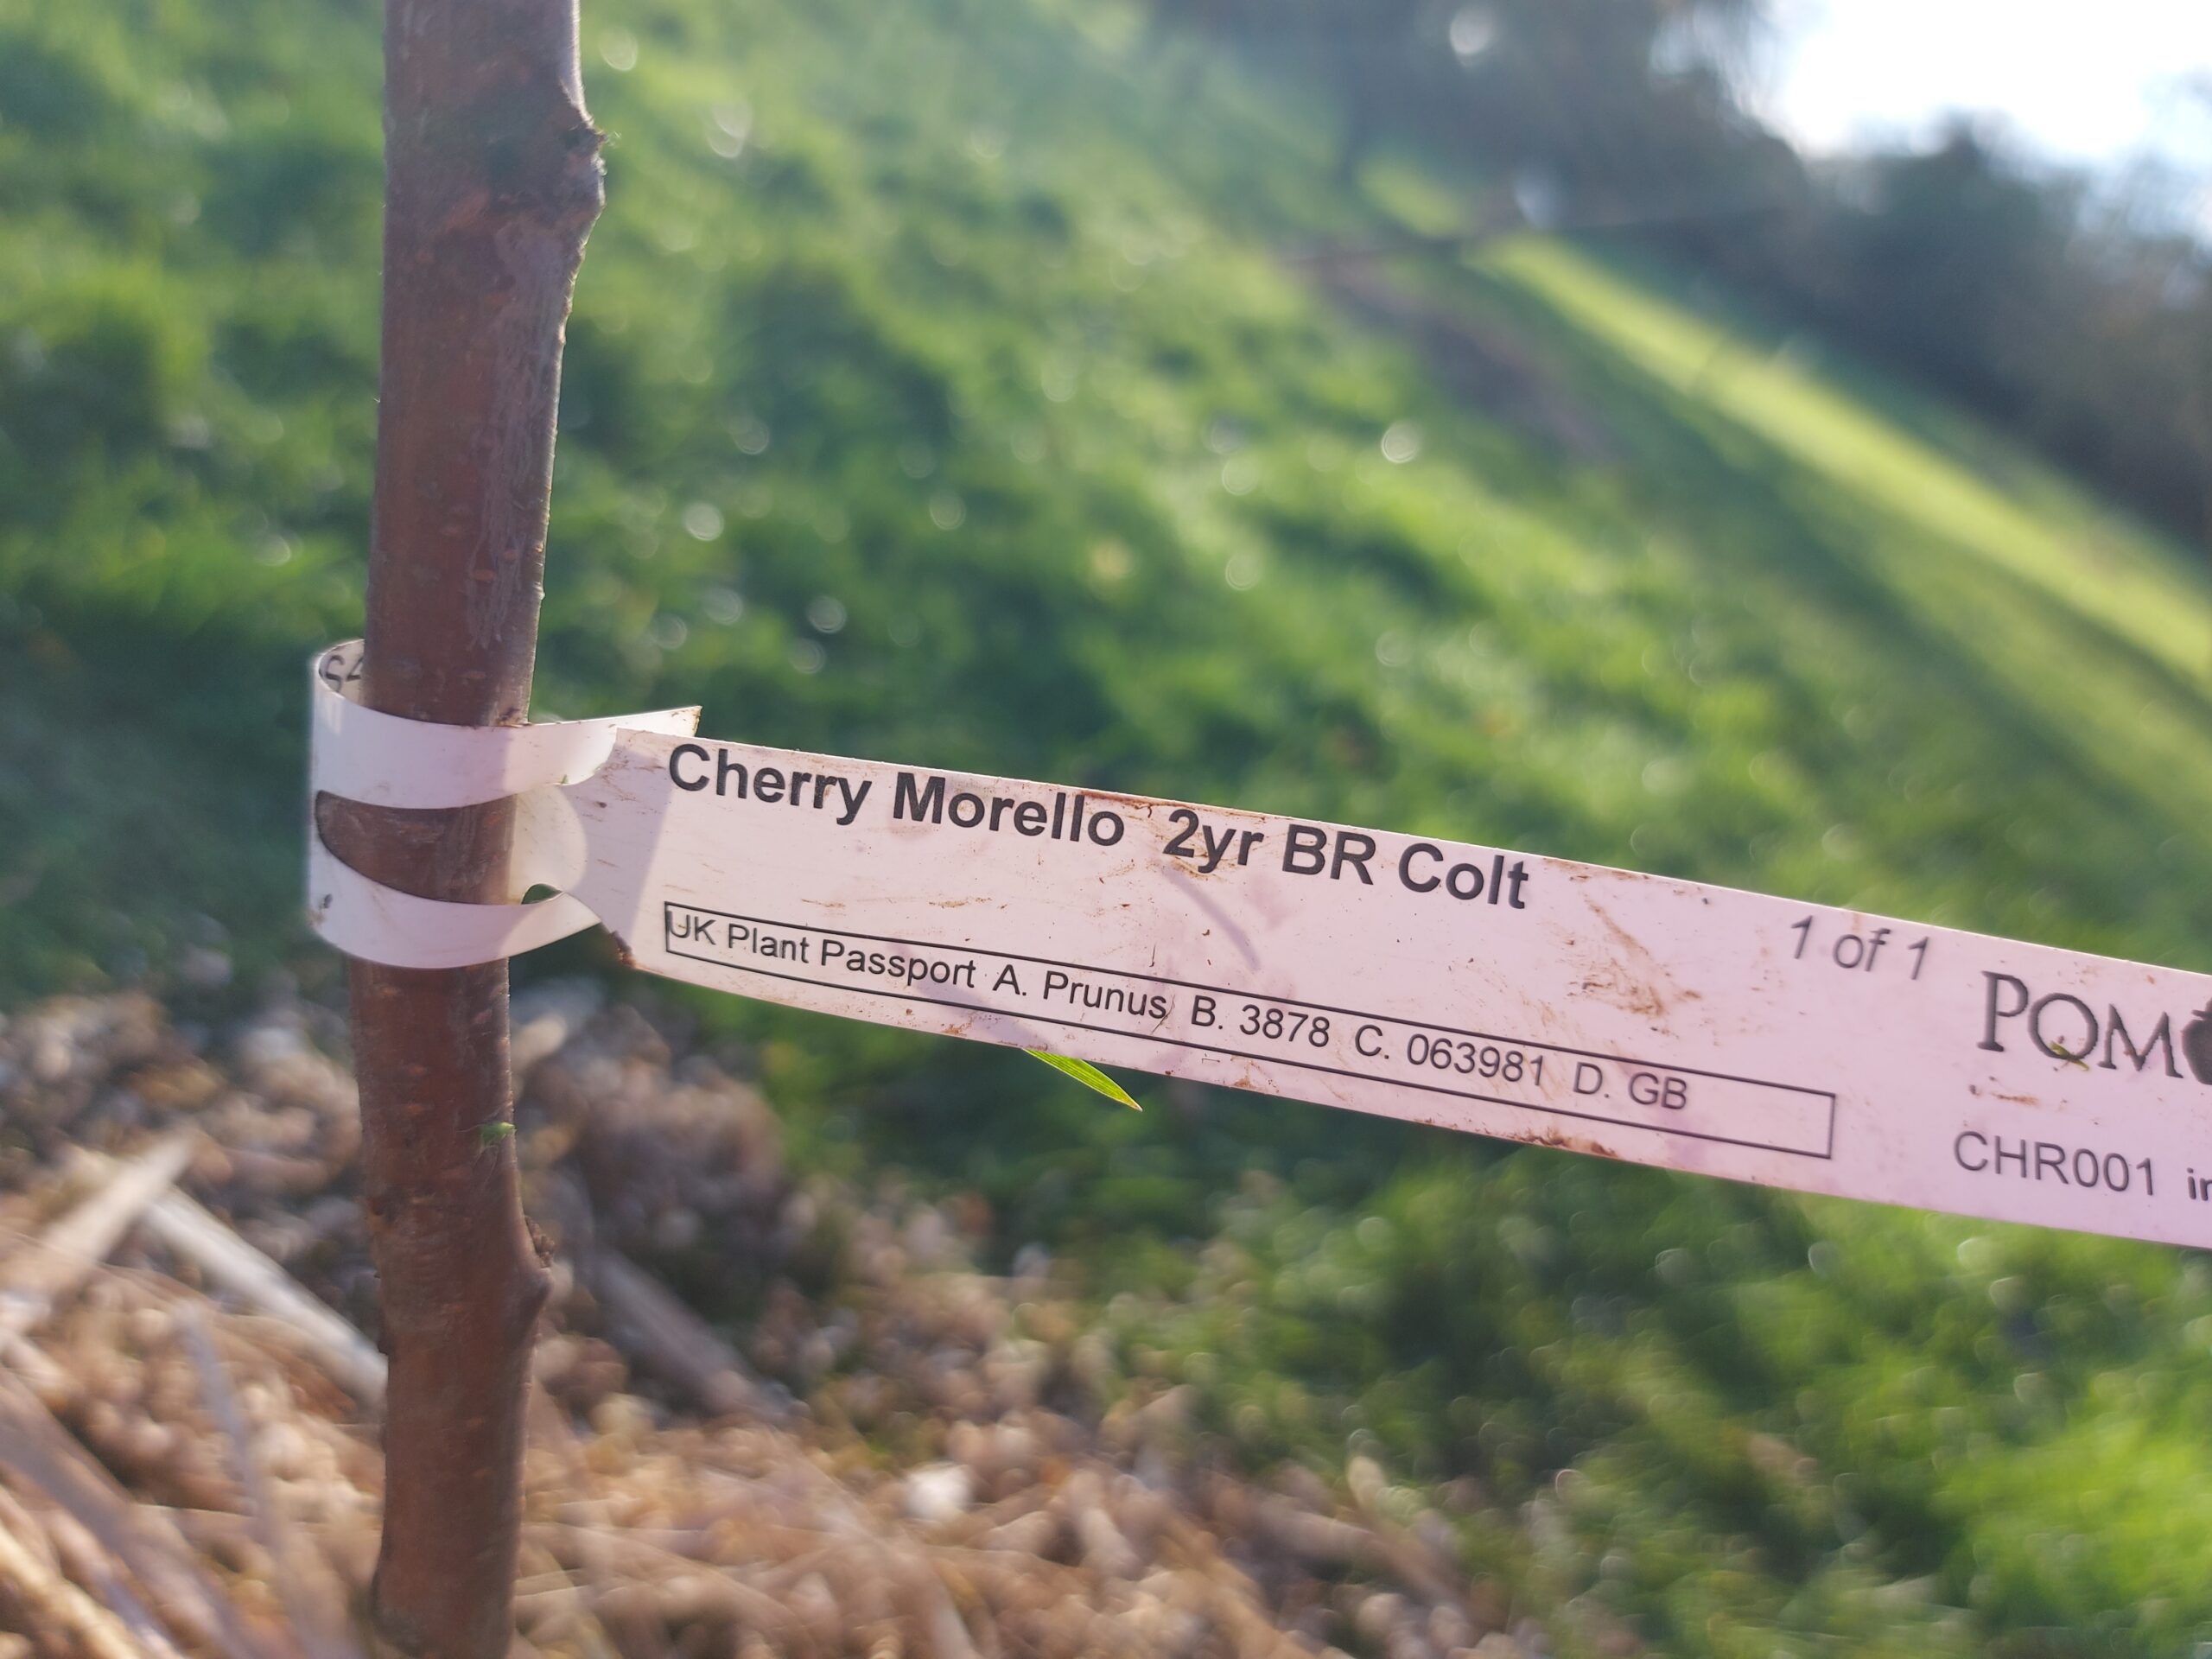 Cherry Morello 2yr BR Colt
1 of 1
UK Plant Passport A. Prunus B. 3878 C. 063981 D. GB
CHR001